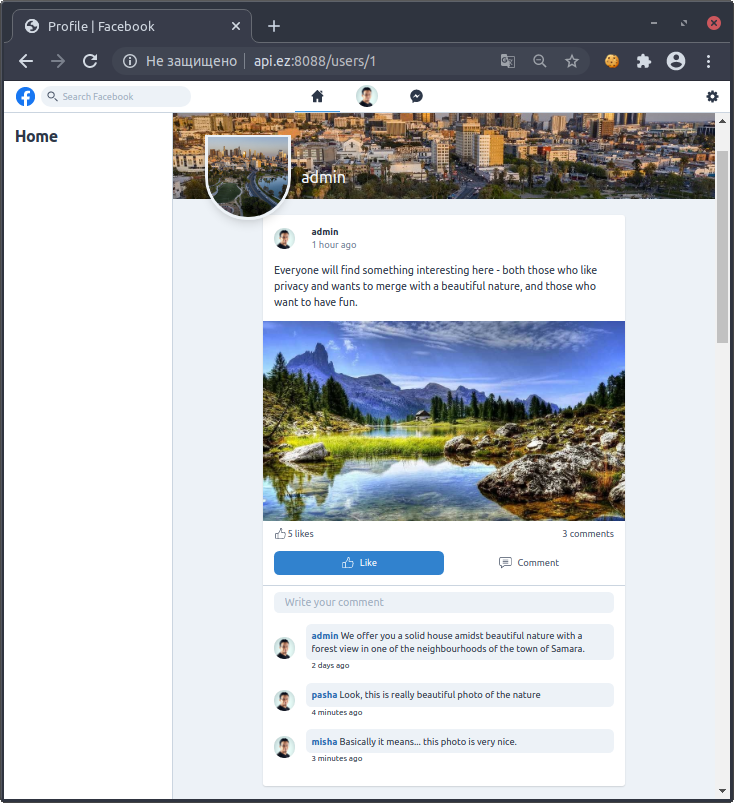 Profile | Facebook
Не защищено | api.ez:8088/users/1
Search Facebook
Home
admin
admin
1 hour ago
Everyone will find something interesting here - both those who like
privacy and wants to merge with a beautiful nature, and those who
want to have fun.
5 likes
3 comments
Like
Comment
Write your comment
admin We offer you a solid house amidst beautiful nature with a
forest view in one of the neighbourhoods of the town of Samara.
2 days ago
pasha Look, this is really beautiful photo of the nature
4 minutes ago
misha Basically it means... this photo is very nice.
3 minutes ago